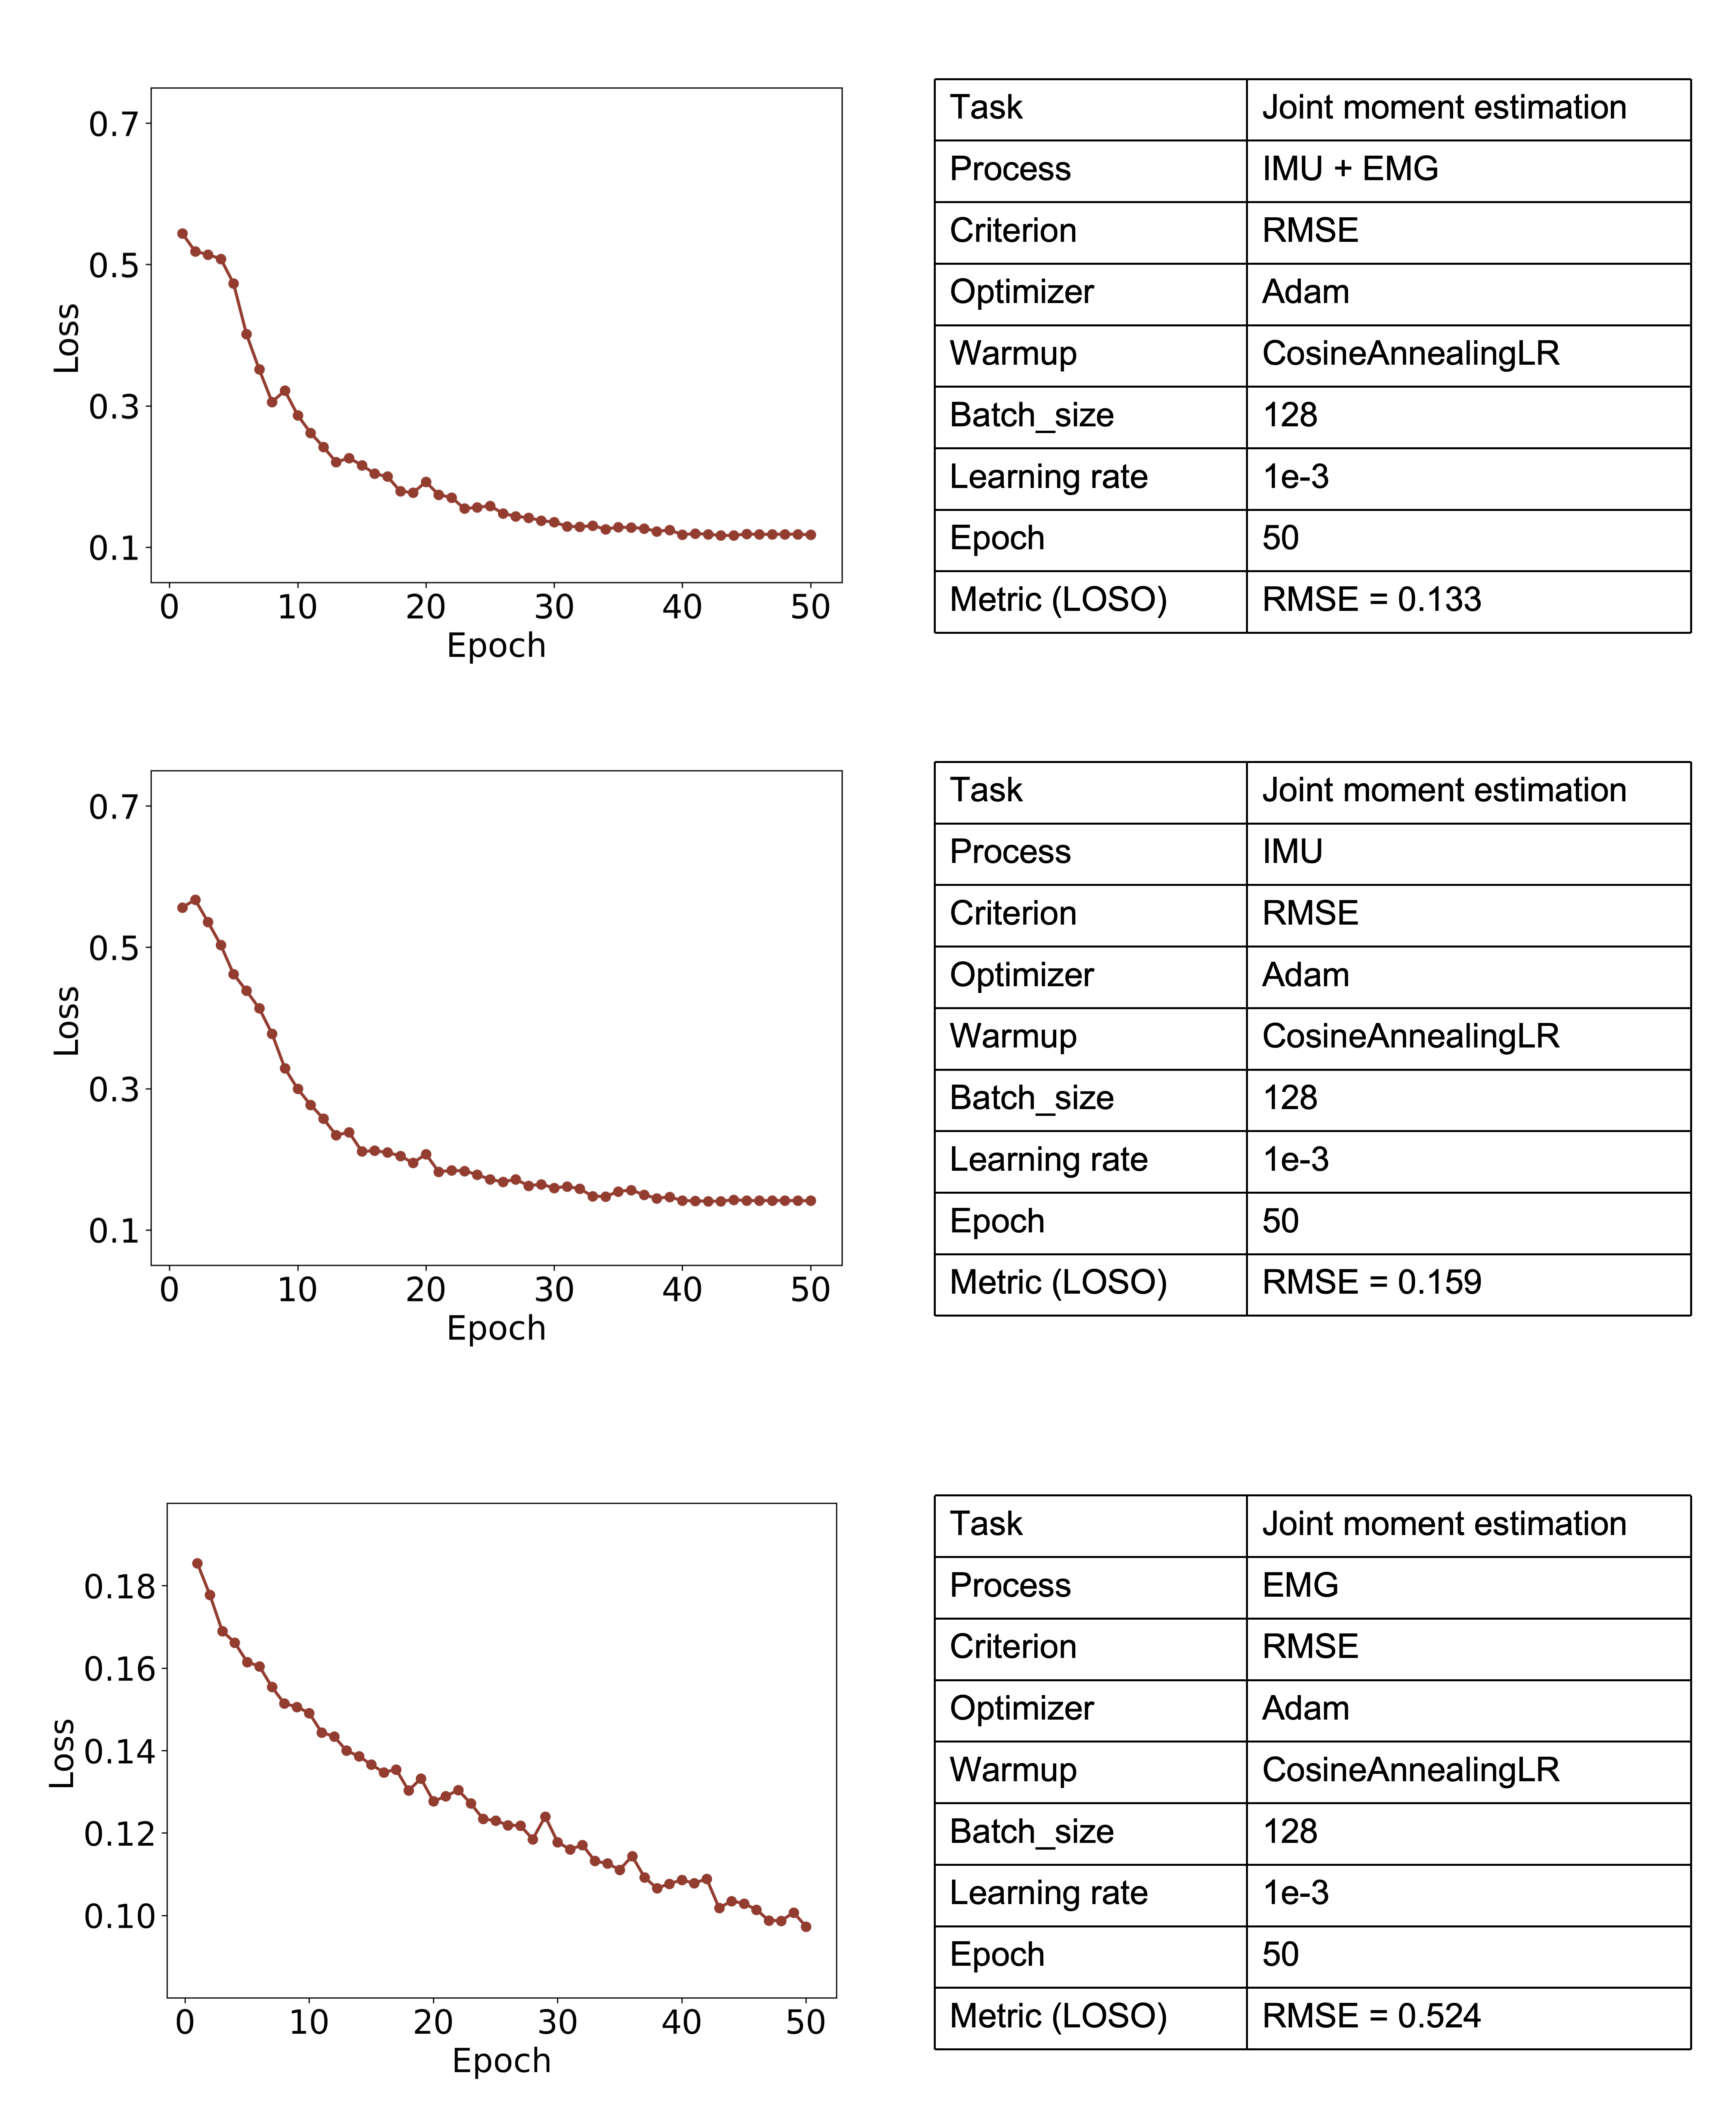 0.7
0.5
0.3
0.1
Loss
0 10 20 30 40 50
Epoch
Task Joint moment estimation
Process IMU + EMG
Criterion RMSE
Optimizer Adam
Warmup CosineAnnealingLR
Batch_size 128
Learning rate 1e-3
Epoch 50
Metric (LOSO) RMSE = 0.133
0.7
0.5
0.3
0.1
Loss
0 10 20 30 40 50
Epoch
Task Joint moment estimation
Process IMU
Criterion RMSE
Optimizer Adam
Warmup CosineAnnealingLR
Batch_size 128
Learning rate 1e-3
Epoch 50
Metric (LOSO) RMSE = 0.159
0.18
0.16
0.14
0.12
0.10
Loss
0 10 20 30 40 50
Epoch
Task Joint moment estimation
Process EMG
Criterion RMSE
Optimizer Adam
Warmup CosineAnnealingLR
Batch_size 128
Learning rate 1e-3
Epoch 50
Metric (LOSO) RMSE = 0.524